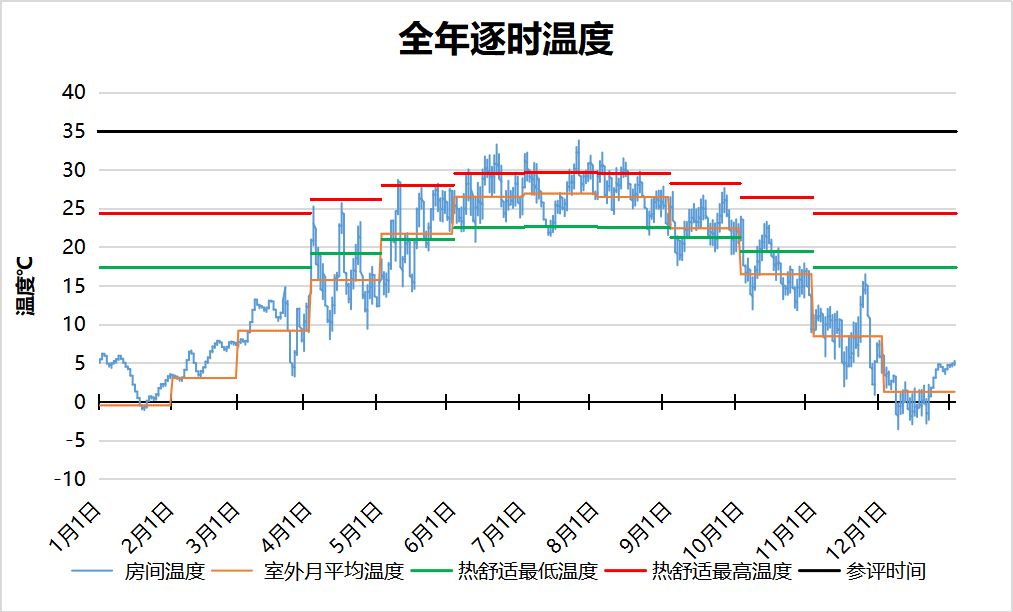 全年逐时温度
温度℃
40
35
30
25
20
15
10
5
0
-5
-10
1月1日
2月1日
3月1日
4月1日
5月1日
6月1日
7月1日
8月1日
9月1日
10月1日
11月1日
12月1日
房间温度 室外月平均温度 热舒适最低温度 热舒适最高温度 参评时间